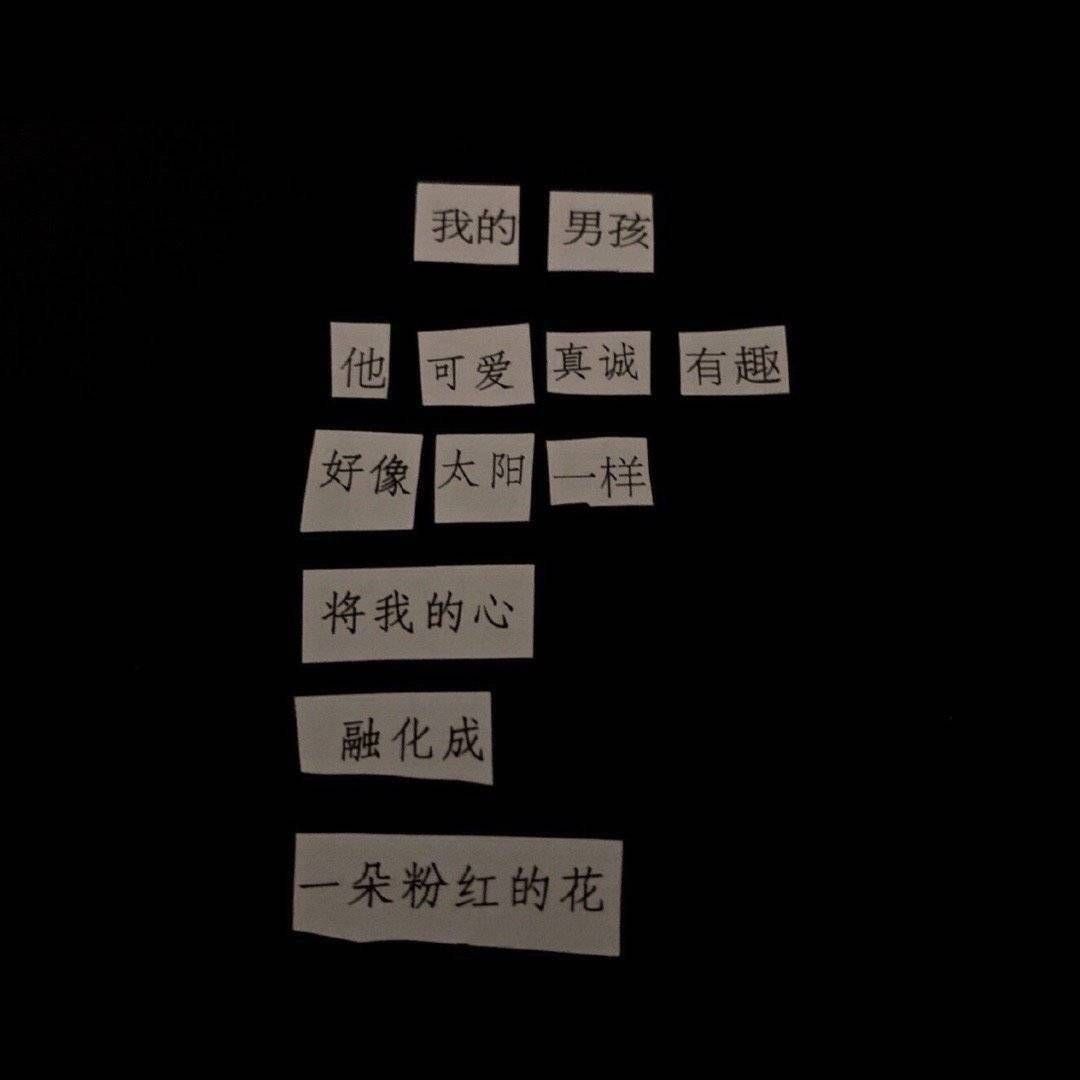 我的 男孩
他 可爱 真诚 有趣
好像 太阳 一样
将我的心
融化成
一朵粉红的花